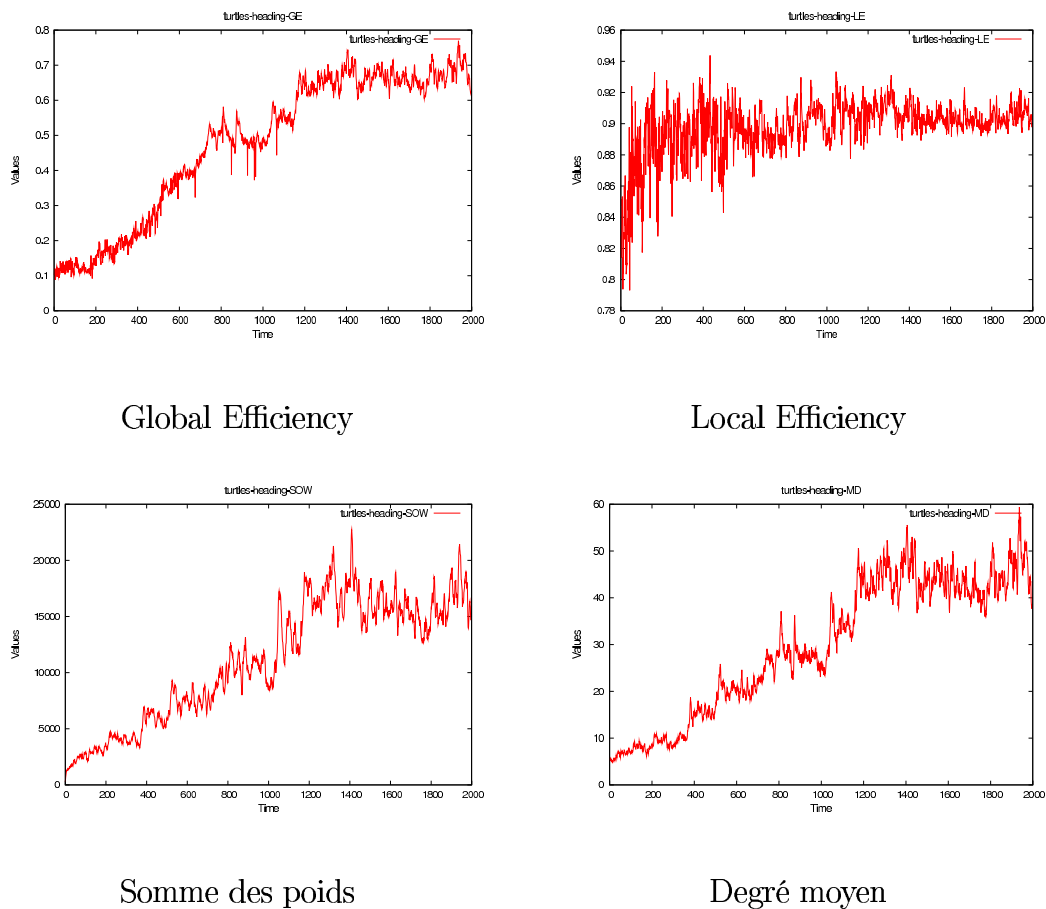 turtles-heading-GE
turtles-heading-GE
0.8
0.7
0.6
0.5
0.4
0.3
0.2
0.1
0
Values
0 200 400 600 800 1000 1200 1400 1600 1800 2000
Time
Global Efficiency
turtles-heading-LE
turtles-heading-LE
0.96
0.94
0.92
0.9
0.88
0.86
0.84
0.82
0.8
0.78
Values
0 200 400 600 800 1000 1200 1400 1600 1800 2000
Time
Local Efficiency
turtles-heading-SOW
turtles-heading-SOW
25000
20000
15000
10000
5000
0
Values
0 200 400 600 800 1000 1200 1400 1600 1800 2000
Time
Somme des poids
turtles-heading-MD
turtles-heading-MD
60
50
40
30
20
10
0
Values
0 200 400 600 800 1000 1200 1400 1600 1800 2000
Time
Degré moyen